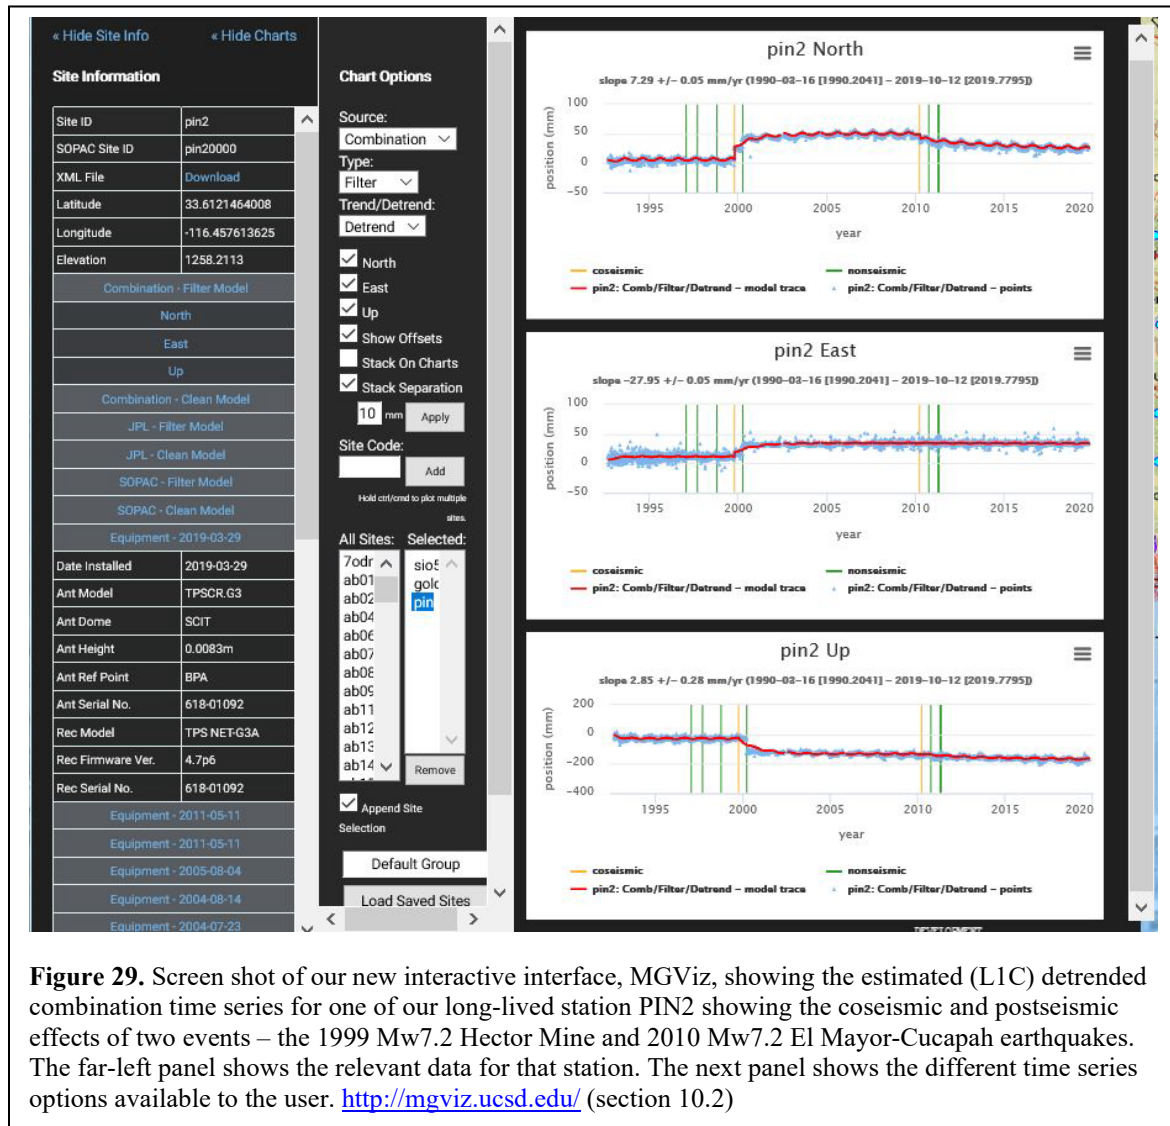 « Hide Site Info
« Hide Charts
Site Information
Site ID pin2
SOPAC Site ID pin20000
XML File Download
Latitude 33.6121464008
Longitude -116.457613625
Elevation 1258.2113
Combination - Filter Model
North
East
Up
Combination - Clean Model
JPL - Filter Model
JPL - Clean Model
SOPAC - Filter Model
SOPAC - Clean Model
Equipment - 2019-03-29
Date Installed 2019-03-29
Ant Model TPSCR.G3
Ant Dome SCIT
Ant Height 0.0083m
Ant Ref Point BPA
Ant Serial No. 618-01092
Rec Model TPS NET-G3A
Rec Firmware Ver. 4.7p6
Rec Serial No. 618-01092
Equipment - 2011-05-11
Equipment - 2011-05-11
Equipment - 2005-08-04
Equipment - 2004-08-14
Equipment - 2004-07-23
Chart Options
Source:
Combination
Type:
Filter
Trend/Detrend:
Detrend
North
East
Up
Show Offsets
Stack On Charts
Stack Separation
10 mm Apply
Site Code:
Add
Hold ctrl/cmd to plot multiple
sites.
All Sites: Selected:
7odr
ab01
ab02
ab04
ab06
ab07
ab08
ab09
ab11
ab12
ab13
ab14
sio5
gold
pin
Remove
Append Site
Selection
Default Group
Load Saved Sites
pin2 North
slope 7.29 +/- 0.05 mm/yr (1990-03-16 [1990.2041] - 2019-10-12 [2019.7795])
position (mm)
100
50
0
-50
1995 2000 2005 2010 2015 2020
year
coseismic nonseismic
pin2: Comb/Filter/Detrend - model trace pin2: Comb/Filter/Detrend - points
pin2 East
slope -27.95 +/- 0.05 mm/yr (1990-03-16 [1990.2041] - 2019-10-12 [2019.7795])
position (mm)
100
50
0
-50
1995 2000 2005 2010 2015 2020
year
coseismic nonseismic
pin2: Comb/Filter/Detrend - model trace pin2: Comb/Filter/Detrend - points
pin2 Up
slope 2.85 +/- 0.28 mm/yr (1990-03-16 [1990.2041] - 2019-10-12 [2019.7795])
position (mm)
200
0
-200
-400
1995 2000 2005 2010 2015 2020
year
coseismic nonseismic
pin2: Comb/Filter/Detrend - model trace pin2: Comb/Filter/Detrend - points
DEVELOPMENT
Figure 29. Screen shot of our new interactive interface, MGViz, showing the estimated (L1C) detrended
combination time series for one of our long-lived station PIN2 showing the coseismic and postseismic
effects of two events – the 1999 Mw7.2 Hector Mine and 2010 Mw7.2 El Mayor-Cucapah earthquakes.
The far-left panel shows the relevant data for that station. The next panel shows the different time series
options available to the user. http://mgviz.ucsd.edu/ (section 10.2)